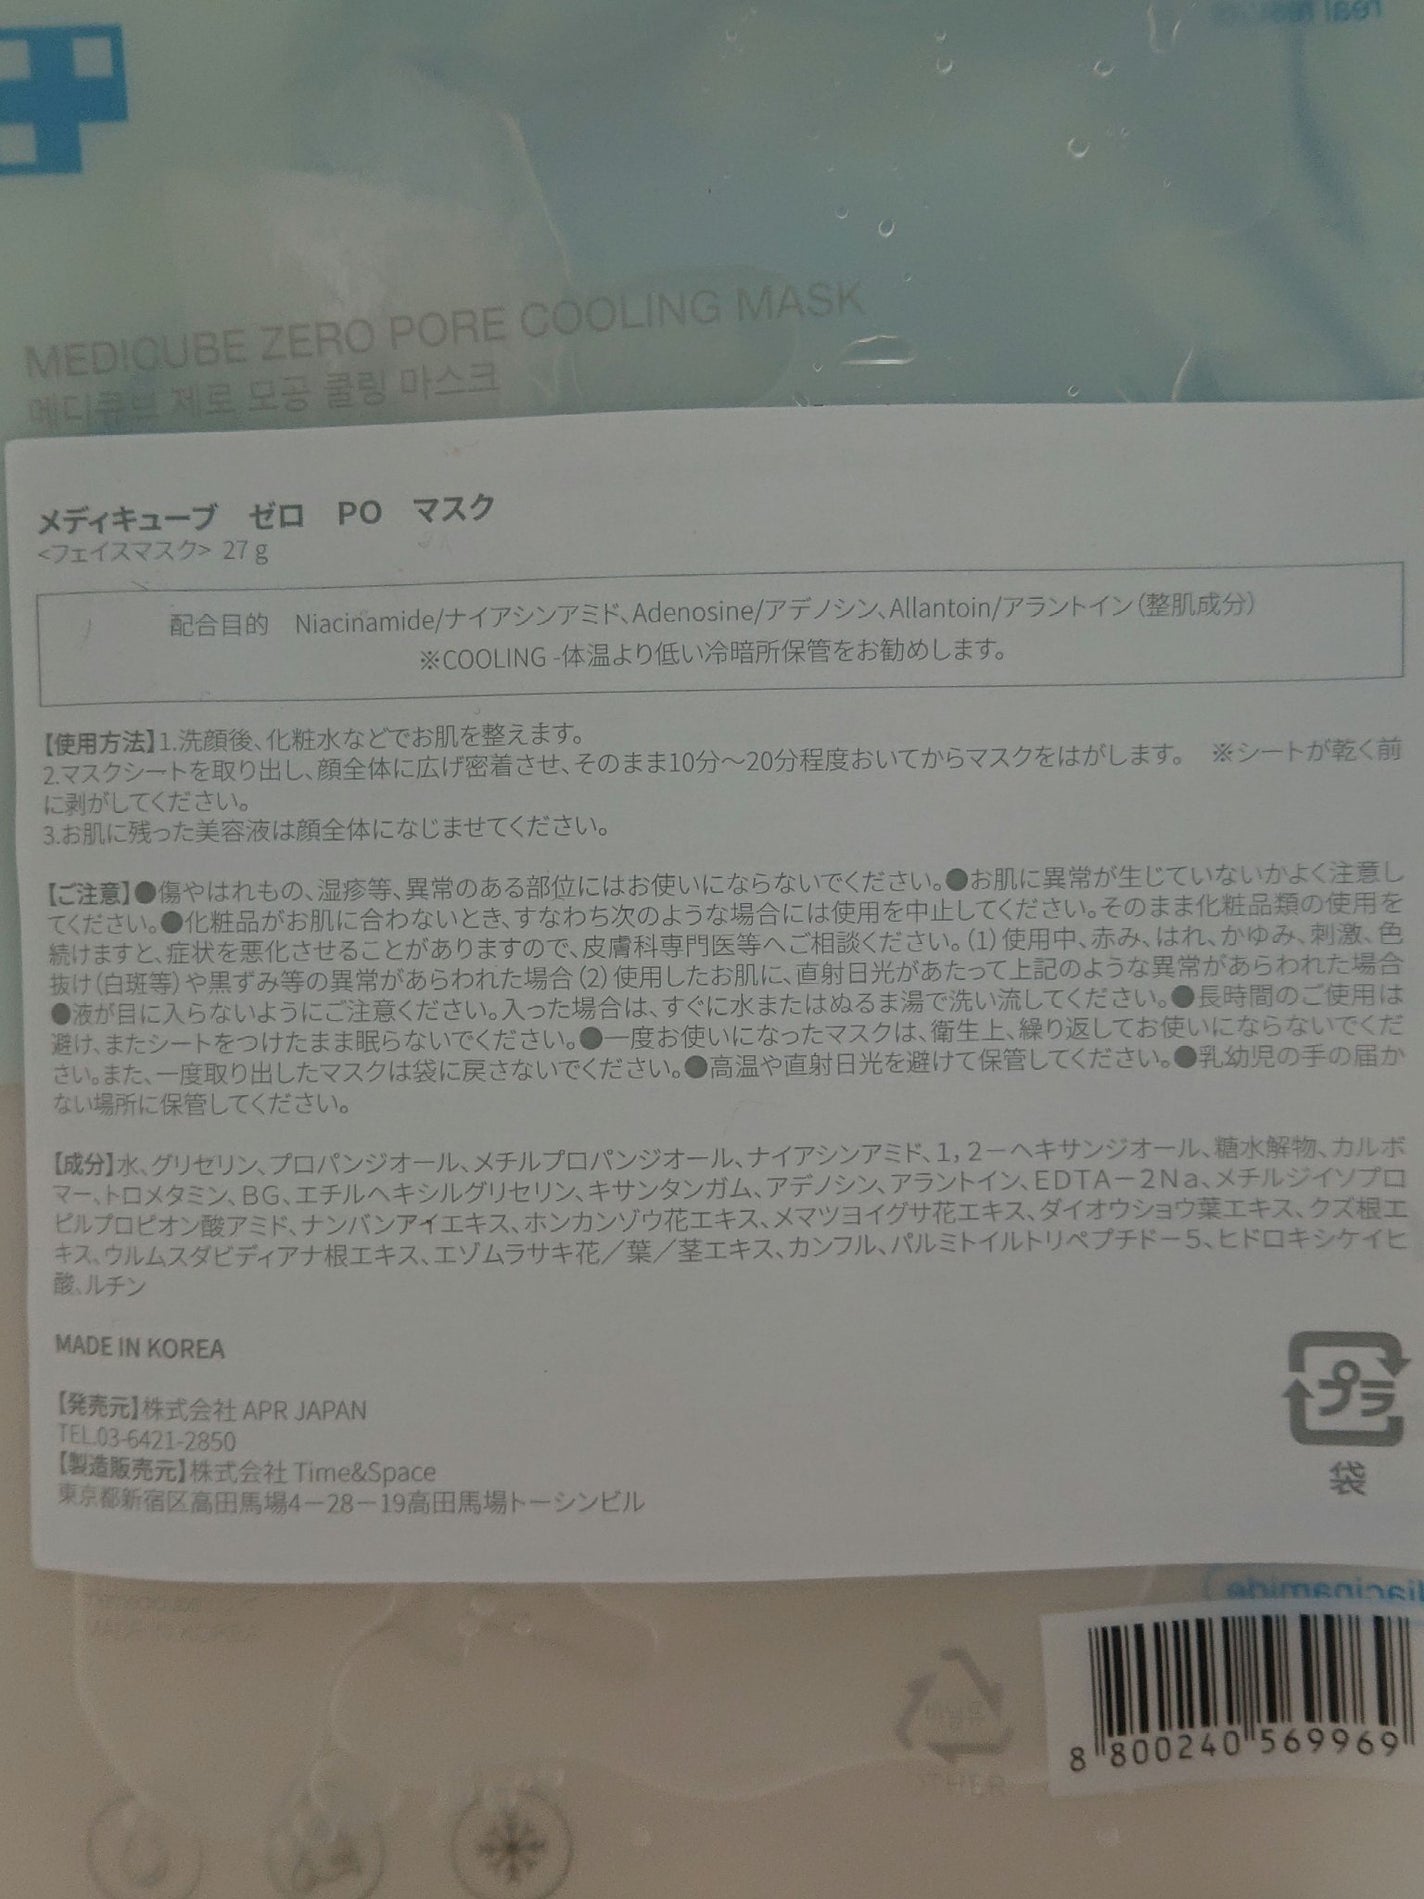 MEDICUBE ZERO PORE COOLING MASK
메디큐브 제로 모공 쿨링 마스크
メディキューブ　ゼロ　PO　マスク
<フェイスマスク> 27 g
配合目的　Niacinamide/ナイアシンアミド、Adenosine/アデノシン、Allantoin/アラントイン(整肌成分)
※COOLING -体温より低い冷暗所保管をお勧めします。
【使用方法】1.洗顔後、化粧水などでお肌を整えます。
2.マスクシートを取り出し、顔全体に広げ密着させ、そのまま10分～20分程度おいてからマスクをはがします。　※シートが乾く前
に剥がしてください。
3.お肌に残った美容液は顔全体になじませてください。
【ご注意】●傷やはれもの、湿疹等、異常のある部位にはお使いにならないでください。●お肌に異常が生じていないかよく注意し
てください。●化粧品がお肌に合わないとき、すなわち次のような場合には使用を中止してください。そのまま化粧品類の使用を
続けますと、症状を悪化させることがありますので、皮膚科専門医等へご相談ください。(1)使用中、赤み、はれ、かゆみ、刺激、色
抜け(白斑等)や黒ずみ等の異常があらわれた場合(2)使用したお肌に、直射日光があたって上記のような異常があらわれた場合
●液が目に入らないようにご注意ください。入った場合は、すぐに水またはぬるま湯で洗い流してください。●長時間のご使用は
避け、またシートをつけたまま眠らないでください。●一度お使いになったマスクは、衛生上、繰り返してお使いにならないでくだ
さい。また、一度取り出したマスクは袋に戻さないでください。●高温や直射日光を避けて保管してください。●乳幼児の手の届か
ない場所に保管してください。
【成分】水、グリセリン、プロパンジオール、メチルプロパンジオール、ナイアシンアミド、1，2－ヘキサンジオール、糖水解物、カルボ
マー、トロメタミン、BG、エチルヘキシルグリセリン、キサンタンガム、アデノシン、アラントイン、EDTA－2Na、メチルジイソプロ
ピルプロピオン酸アミド、ナンバンアイエキス、ホンカンゾウ花エキス、メマツヨイグサ花エキス、ダイオウショウ葉エキス、クズ根エ
キス、ウルムスダビディアナ根エキス、エゾムラサキ花／葉／茎エキス、カンフル、パルミトイルトリペプチド－5、ヒドロキシケイヒ
酸、ルチン
MADE IN KOREA
プラ
袋
【発売元】株式会社 APR JAPAN
TEL.03-6421-2850
【製造販売元】株式会社 Time&Space
東京都新宿区高田馬場4－28－19高田馬場トーシンビル
8 800240 569969